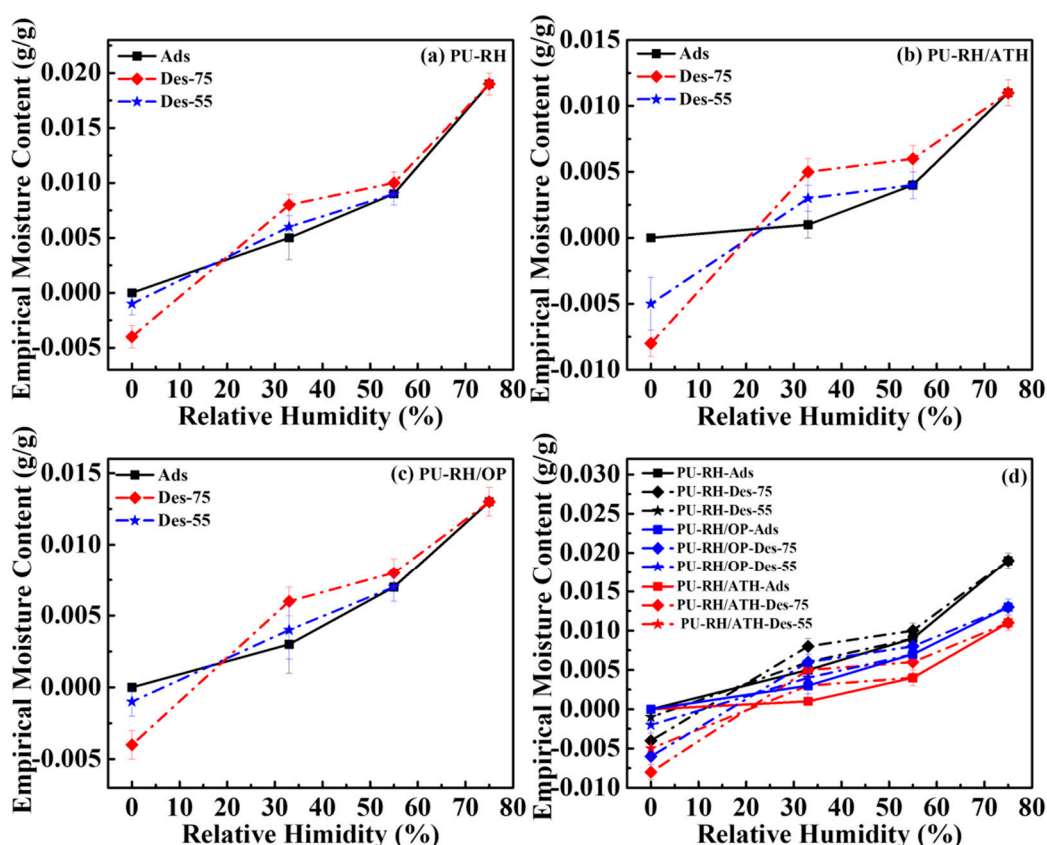 Empirical Moisture Content (g/g)
0.020
0.015
0.010
0.005
0.000
-0.005
Ads
Des-75
Des-55
(a) PU-RH
0 10 20 30 40 50 60 70 80
Relative Humidity (%)
Empirical Moisture Content (g/g)
0.015
0.010
0.005
0.000
-0.005
-0.010
Ads
Des-75
Des-55
(b) PU-RH/ATH
0 10 20 30 40 50 60 70 80
Relative Humidity (%)
Empirical Moisture Content (g/g)
0.015
0.010
0.005
0.000
-0.005
Ads
Des-75
Des-55
(c) PU-RH/OP
0 10 20 30 40 50 60 70 80
Relative Himidity (%)
Empirical Moisture Content (g/g)
0.030
0.025
0.020
0.015
0.010
0.005
0.000
-0.005
-0.010
PU-RH-Ads
PU-RH-Des-75
PU-RH-Des-55
PU-RH/OP-Ads
PU-RH/OP-Des-75
PU-RH/OP-Des-55
PU-RH/ATH-Ads
PU-RH/ATH-Des-75
PU-RH/ATH-Des-55
(d)
0 10 20 30 40 50 60 70 80
Relative Humidity (%)